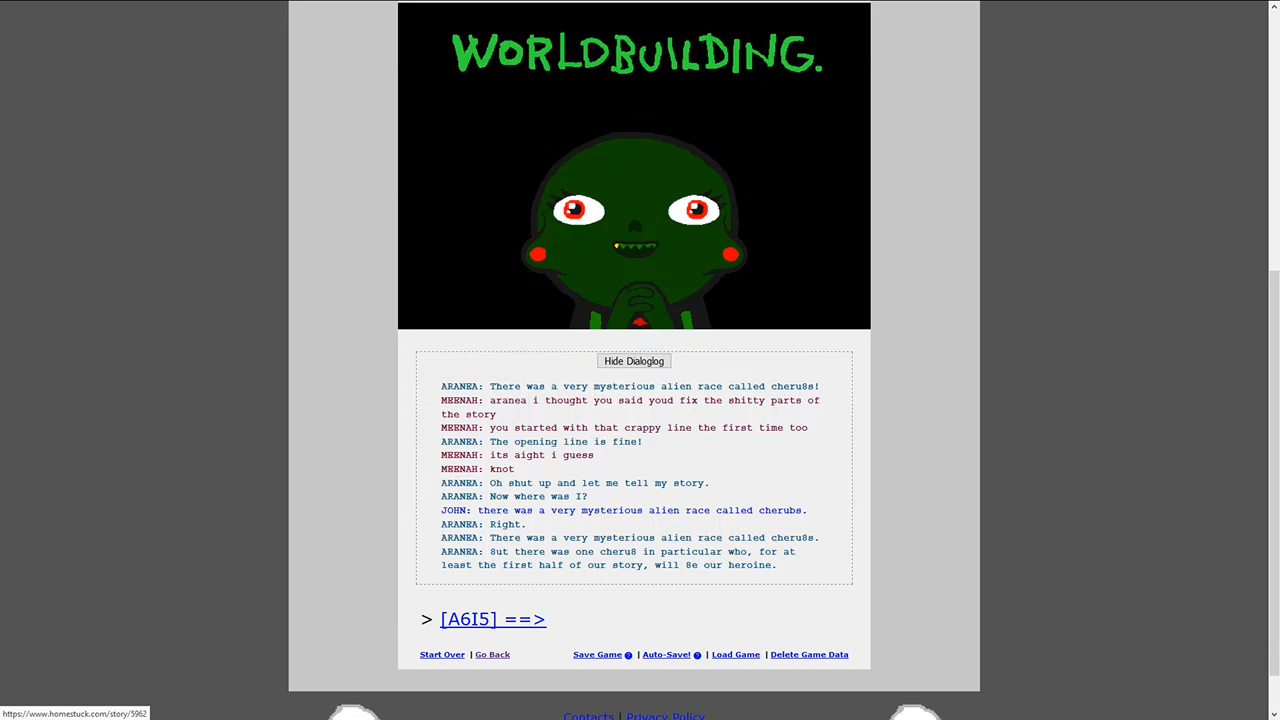 WORLDBUILDING.
Hide Dialoglog
ARANEA: There was a very mysterious alien race called cheru8s!
MEENAH: aranea i thought you said youd fix the shitty parts of
the story
MEENAH: you started with that crappy line the first time too
ARANEA: The opening line is fine!
MEENAH: its aight i guess
MEENAH: knot
ARANEA: Oh shut up and let me tell my story.
ARANEA: Now where was I?
JOHN: there was a very mysterious alien race called cherubs.
ARANEA: Right.
ARANEA: There was a very mysterious alien race called cheru8s.
ARANEA: 8ut there was one cheru8 in particular who, for at
least the first half of our story, will 8e our heroine.
> [A6I5] ==>
Start Over | Go Back Save Game ? | Auto-Save! ? | Load Game | Delete Game Data
https://www.homestuck.com/story/5962
Contacts | Privacy Policy